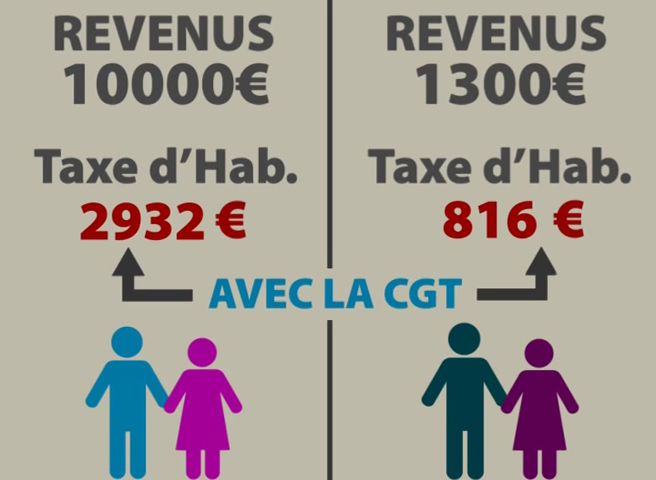 REVENUS
10000€
Taxe d'Hab.
2932 €
REVENUS
1300€
Taxe d'Hab.
816 €
AVEC LA CGT